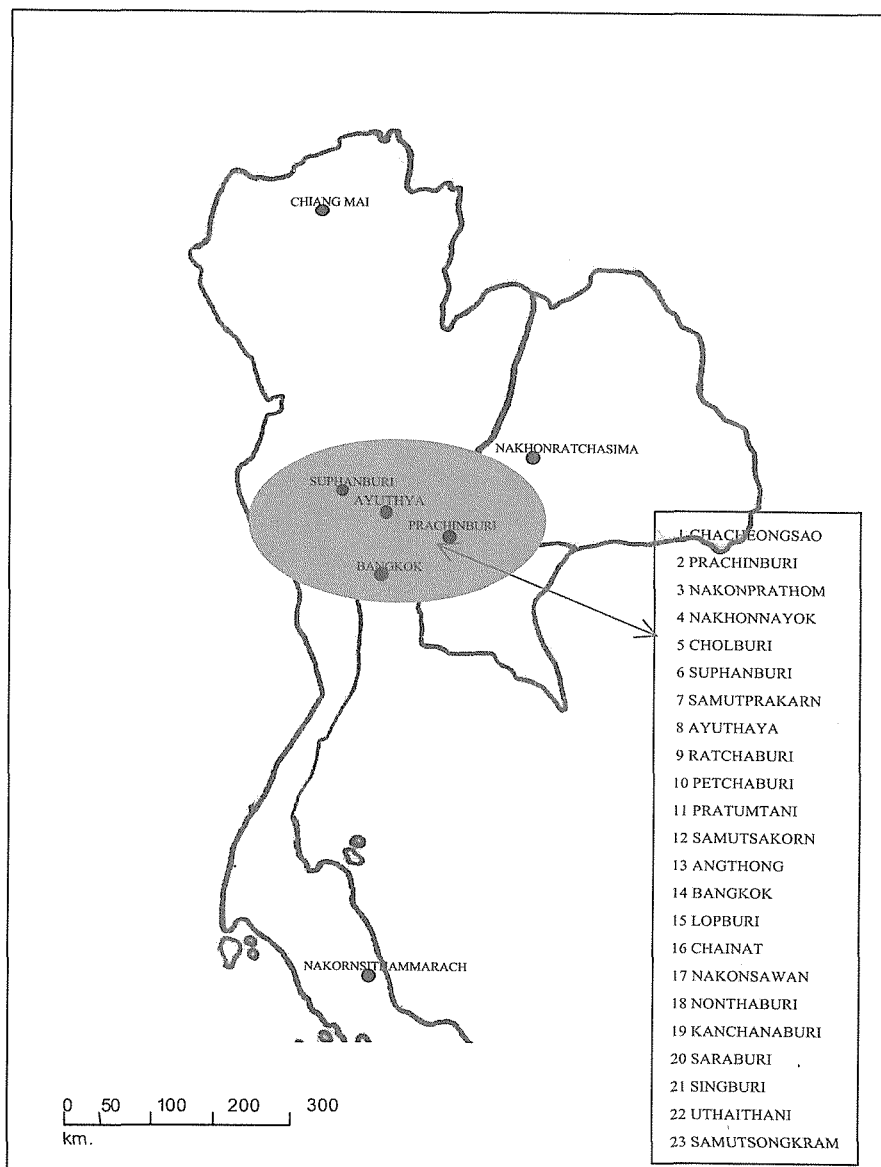 CHIANG MAI
NAKHONRATCHASIMA
SUPHANBURI
AYUTHYA
PRACHINBURI
BANGKOK
1 CHACHEONGSAO
2 PRACHINBURI
3 NAKONPRATHOM
4 NAKHONNAYOK
5 CHOLBURI
6 SUPHANBURI
7 SAMUTPRAKARN
8 AYUTHAYA
9 RATCHABURI
10 PETCHABURI
11 PRATUMTANI
12 SAMUTSAKORN
13 ANGTHONG
14 BANGKOK
15 LOPBURI
16 CHAINAT
17 NAKONSAWAN
18 NONTHABURI
19 KANCHANABURI
20 SARABURI
21 SINGBURI
22 UTHAITHANI
23 SAMUTSONGKRAM
NAKORNSITHAMMARACH
0 50 100 200 300
km.